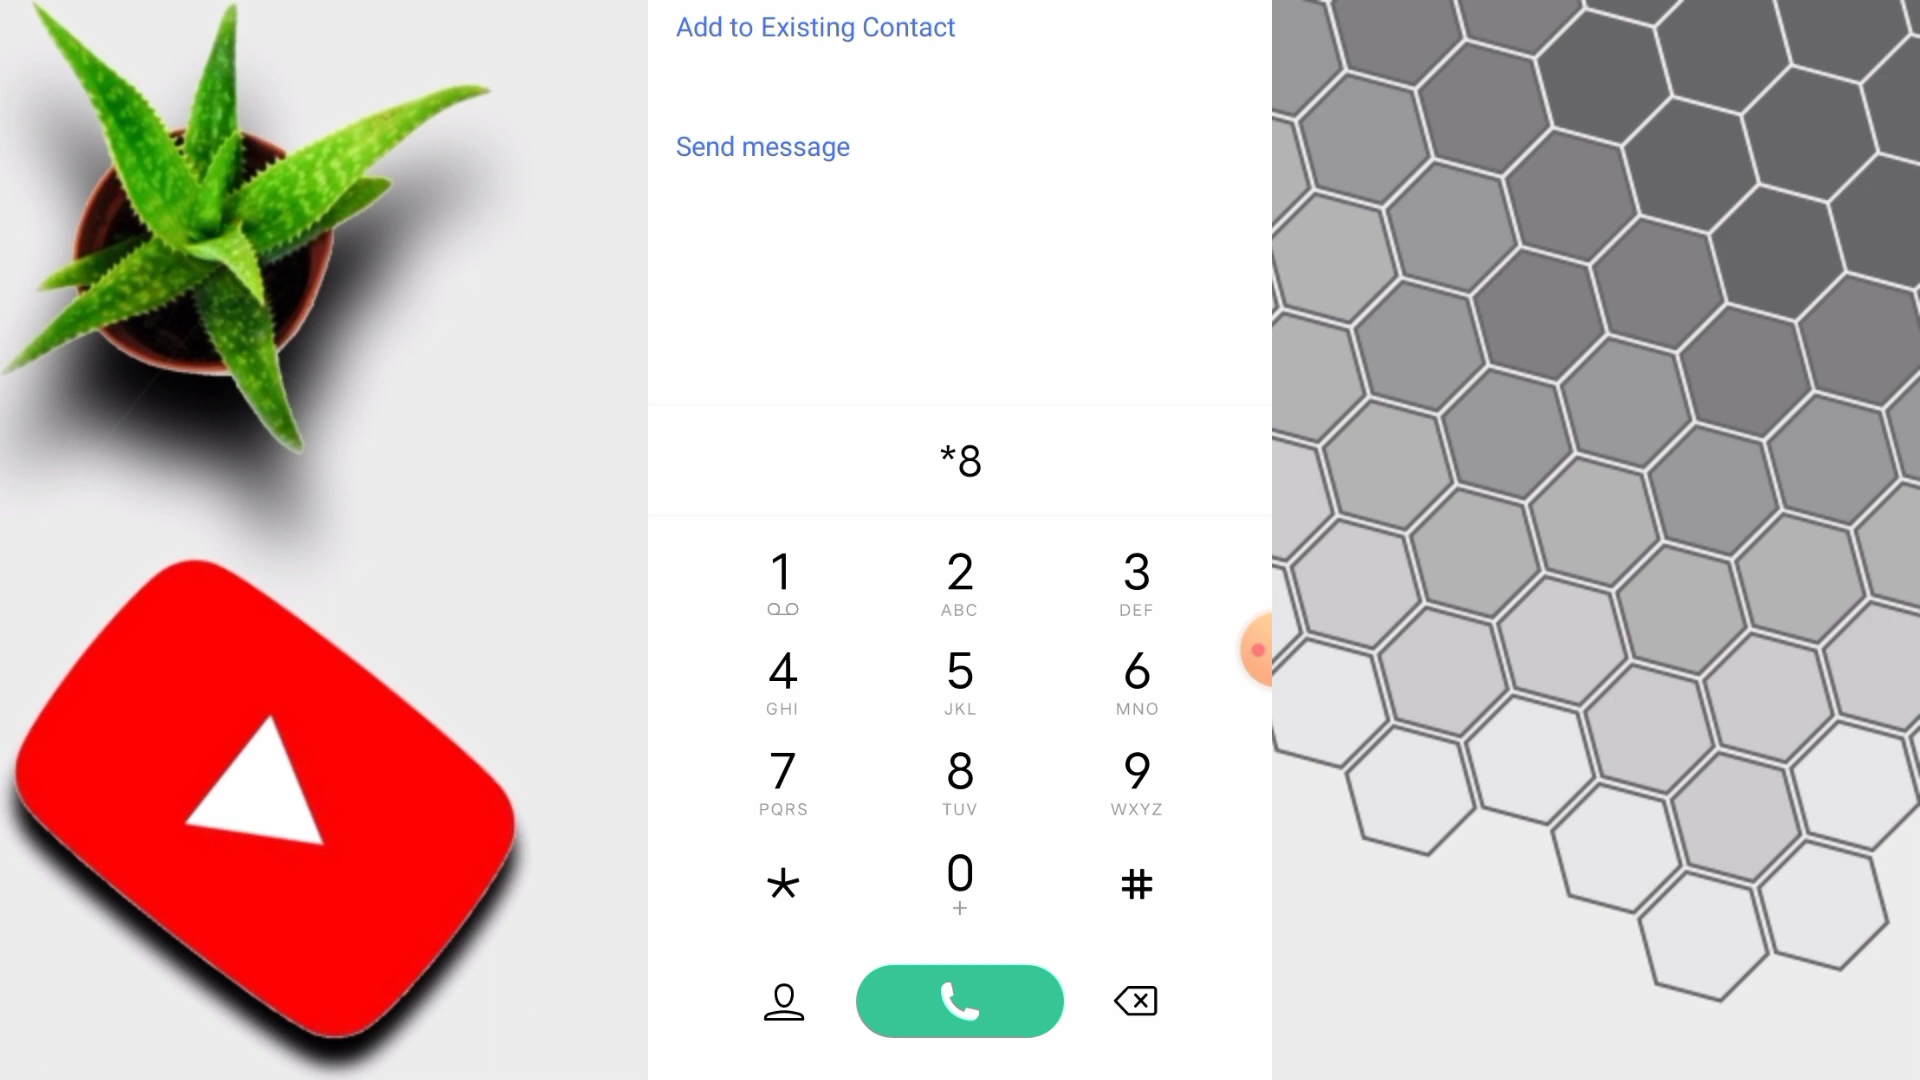 Add to Existing Contact
Send message
*8
1 2 3
ABC DEF
4 5 6
GHI JKL MNO
7 8 9
PQRS TUV WXYZ
* 0 #
+